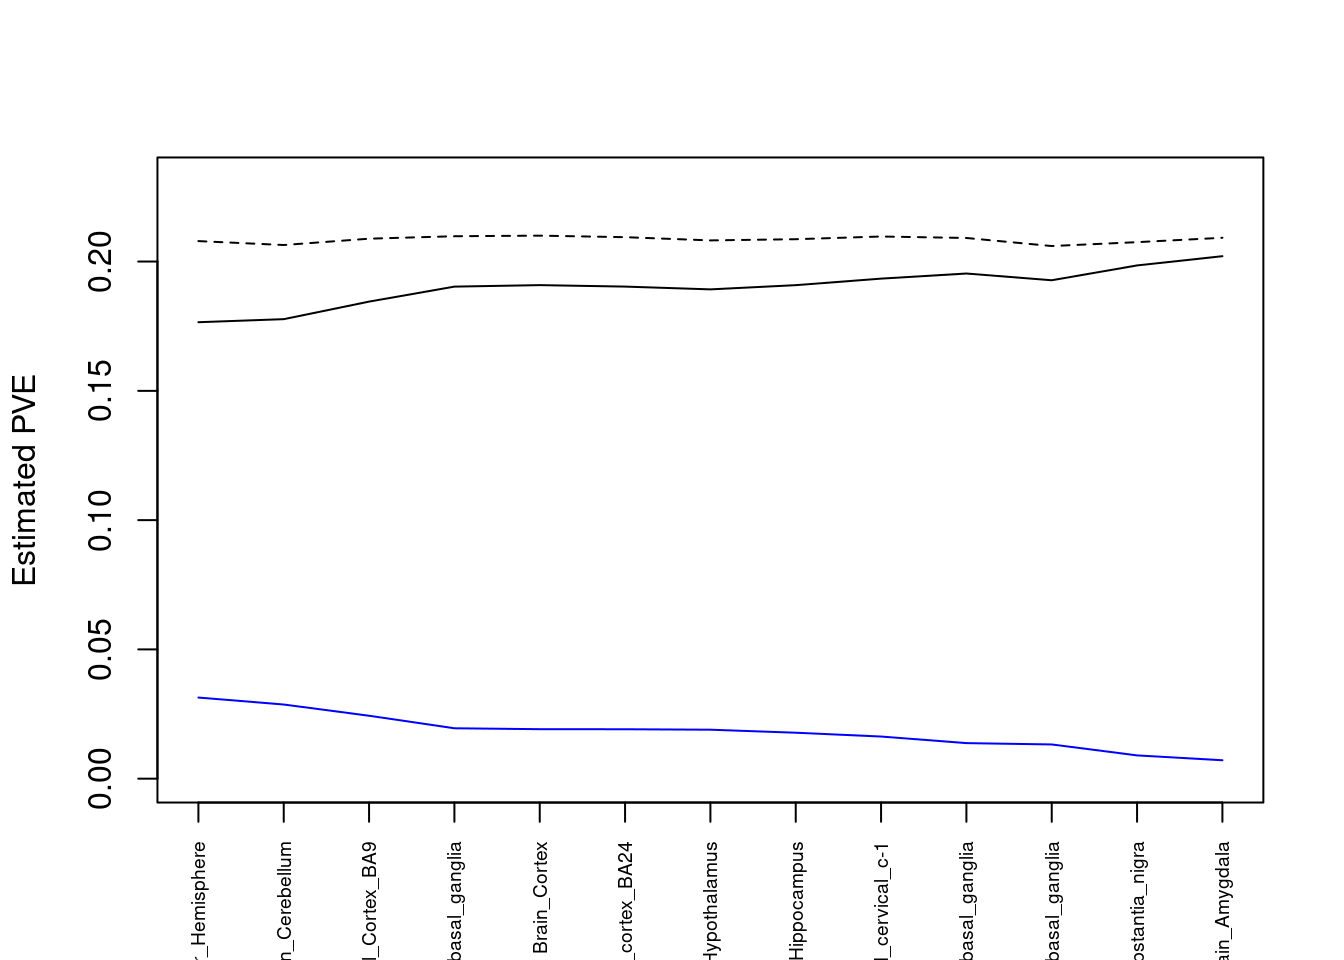 Estimated PVE
0.20
0.15
0.10
0.05
0.00
_Hemisphere
n_Cerebellum
l_Cortex_BA9
basal_ganglia
Brain_Cortex
_cortex_BA24
Hypothalamus
Hippocampus
l_cervical_c-1
basal_ganglia
basal_ganglia
ostantia_nigra
ain_Amygdala